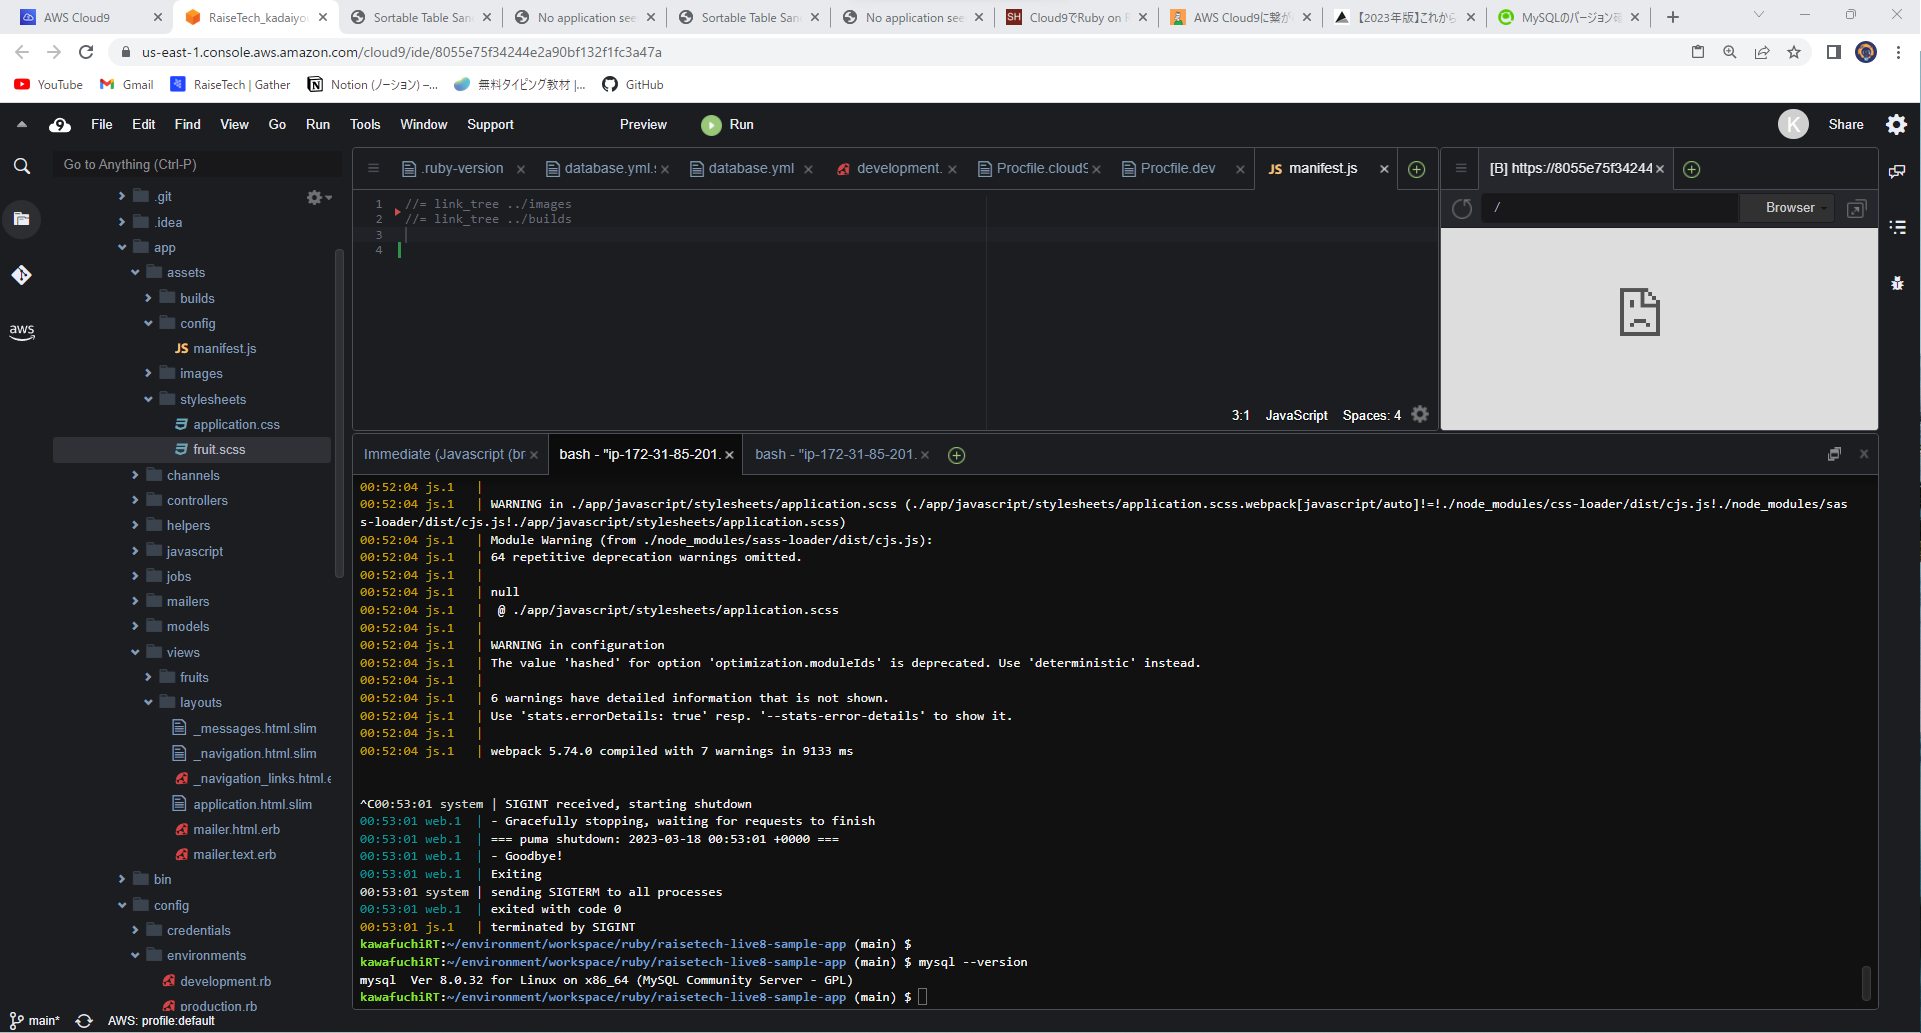 AWS Cloud9
RaiseTech_kadaiyo
Sortable Table San
No application see
Sortable Table San
No application see
Cloud9でRuby on R
AWS Cloud9に繋が
【2023年版】これから
MySQLのバージョン確
us-east-1.console.aws.amazon.com/cloud9/ide/8055e75f34244e2a90bf132f1fc3a47a
YouTube
Gmail
RaiseTech | Gather
Notion (ノーション) –...
無料タイピング教材 |...
GitHub
File Edit Find View Go Run Tools Window Support Preview Run
K Share
Go to Anything (Ctrl-P)
.ruby-version
database.yml.s
database.yml
development.
Procfile.cloud9
Procfile.dev
JS manifest.js
[B] https://8055e75f34244
/
Browser
1 //= link_tree ../images
2 //= link_tree ../builds
3
4
3:1 JavaScript Spaces: 4
.git
.idea
app
assets
builds
config
JS manifest.js
images
stylesheets
application.css
fruit.scss
channels
controllers
helpers
javascript
jobs
mailers
models
views
fruits
layouts
_messages.html.slim
_navigation.html.slim
_navigation_links.html.e
application.html.slim
mailer.html.erb
mailer.text.erb
bin
config
credentials
environments
development.rb
production.rb
aws
Immediate (Javascript (br
bash - "ip-172-31-85-201.
bash - "ip-172-31-85-201.
00:52:04 js.1 |
00:52:04 js.1 | WARNING in ./app/javascript/stylesheets/application.scss (./app/javascript/stylesheets/application.scss.webpack[javascript/auto]!=!./node_modules/css-loader/dist/cjs.js!./node_modules/sas
s-loader/dist/cjs.js!./app/javascript/stylesheets/application.scss)
00:52:04 js.1 | Module Warning (from ./node_modules/sass-loader/dist/cjs.js):
00:52:04 js.1 | 64 repetitive deprecation warnings omitted.
00:52:04 js.1 |
00:52:04 js.1 | null
00:52:04 js.1 | @ ./app/javascript/stylesheets/application.scss
00:52:04 js.1 |
00:52:04 js.1 | WARNING in configuration
00:52:04 js.1 | The value 'hashed' for option 'optimization.moduleIds' is deprecated. Use 'deterministic' instead.
00:52:04 js.1 |
00:52:04 js.1 | 6 warnings have detailed information that is not shown.
00:52:04 js.1 | Use 'stats.errorDetails: true' resp. '--stats-error-details' to show it.
00:52:04 js.1 |
00:52:04 js.1 | webpack 5.74.0 compiled with 7 warnings in 9133 ms
^C00:53:01 system | SIGINT received, starting shutdown
00:53:01 web.1 | - Gracefully stopping, waiting for requests to finish
00:53:01 web.1 | === puma shutdown: 2023-03-18 00:53:01 +0000 ===
00:53:01 web.1 | - Goodbye!
00:53:01 web.1 | Exiting
00:53:01 system | sending SIGTERM to all processes
00:53:01 web.1 | exited with code 0
00:53:01 js.1 | terminated by SIGINT
kawafuchiRT:~/environment/workspace/ruby/raisetech-live8-sample-app (main) $
kawafuchiRT:~/environment/workspace/ruby/raisetech-live8-sample-app (main) $ mysql --version
mysql Ver 8.0.32 for Linux on x86_64 (MySQL Community Server - GPL)
kawafuchiRT:~/environment/workspace/ruby/raisetech-live8-sample-app (main) $
main* AWS: profile:default